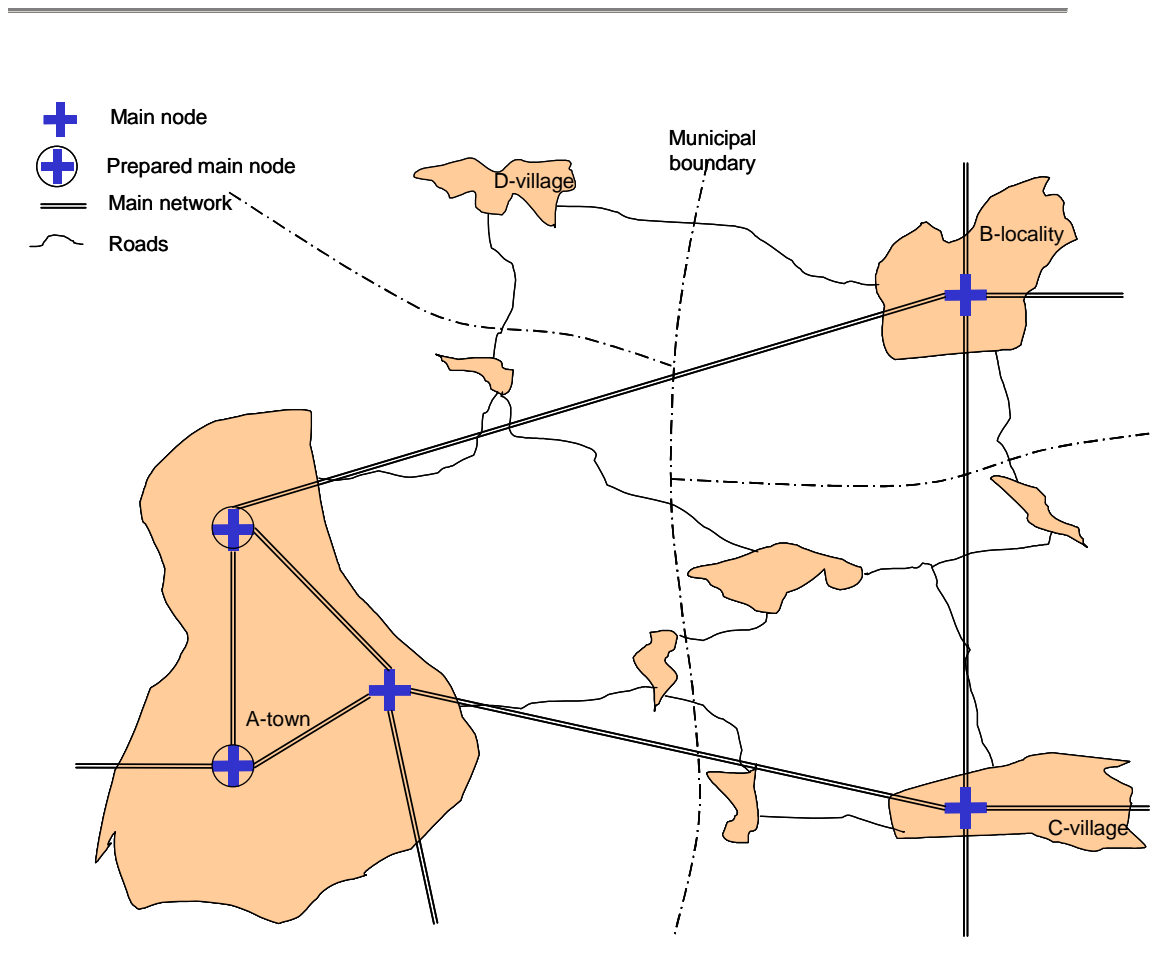 Main node
Prepared main node
Main network
Roads
Municipal
boundary
D-village
B-locality
A-town
C-village